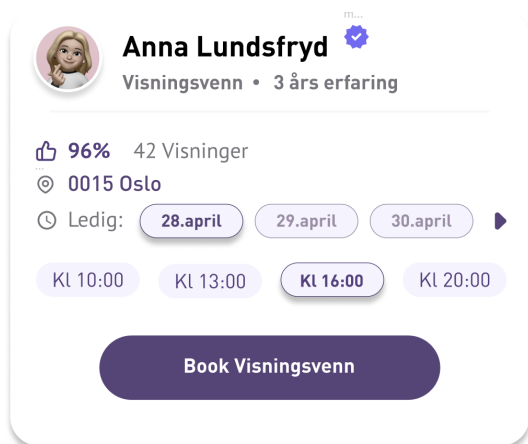 m...
Anna Lundsfryd
Visningsvenn • 3 års erfaring
96% 42 Visninger
0015 Oslo
Ledig: 28.april 29.april 30.april
Kl 10:00 Kl 13:00 Kl 16:00 Kl 20:00
Book Visningsvenn